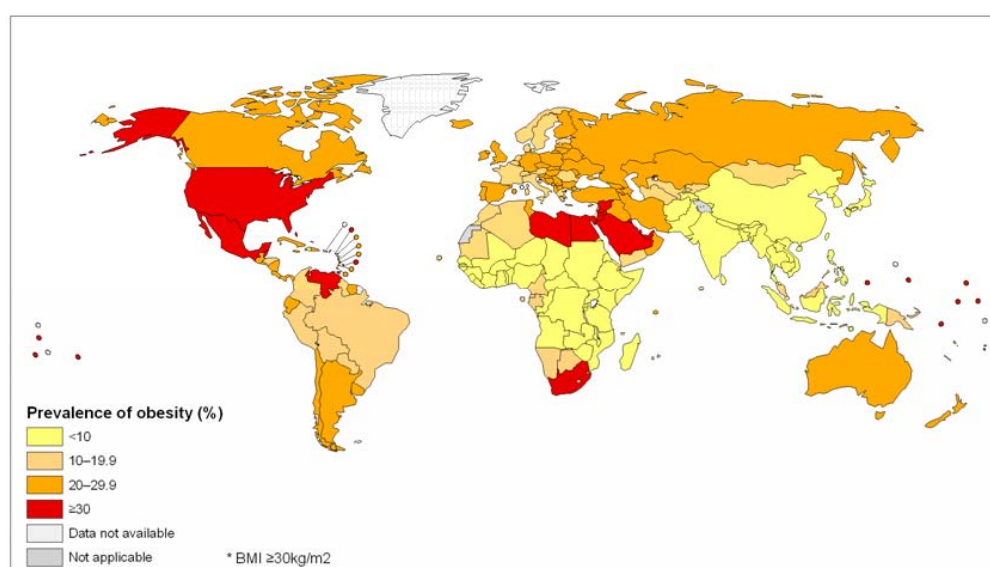 Prevalence of obesity (%)
<10
10–19.9
20–29.9
≥30
Data not available
Not applicable
* BMI ≥30kg/m2